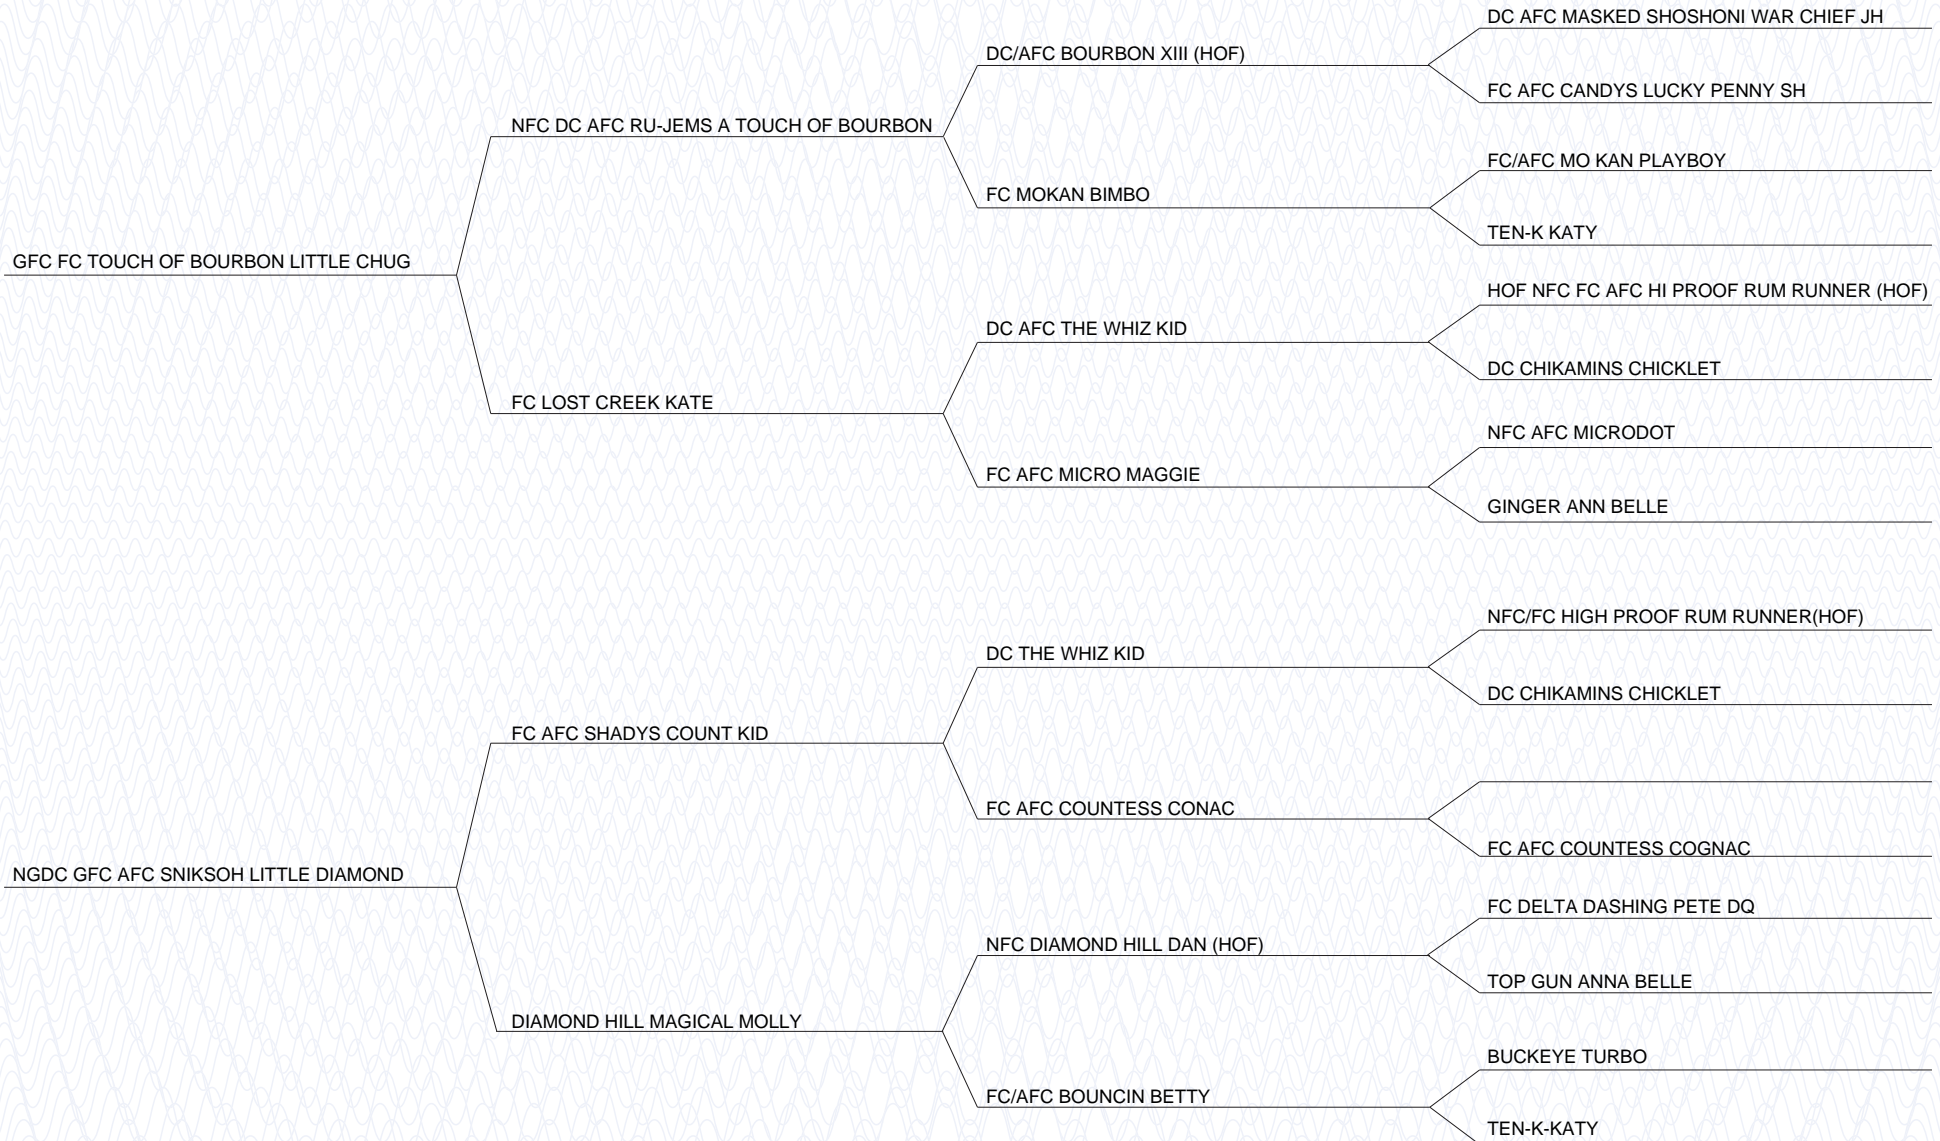 DC AFC MASKED SHOSHONI WAR CHIEF JH
DC/AFC BOURBON XIII (HOF)
FC AFC CANDYS LUCKY PENNY SH
NFC DC AFC RU-JEMS A TOUCH OF BOURBON
FC/AFC MO KAN PLAYBOY
FC MOKAN BIMBO
TEN-K KATY
GFC FC TOUCH OF BOURBON LITTLE CHUG
HOF NFC FC AFC HI PROOF RUM RUNNER (HOF)
DC AFC THE WHIZ KID
DC CHIKAMINS CHICKLET
FC LOST CREEK KATE
NFC AFC MICRODOT
FC AFC MICRO MAGGIE
GINGER ANN BELLE
NFC/FC HIGH PROOF RUM RUNNER(HOF)
DC THE WHIZ KID
DC CHIKAMINS CHICKLET
FC AFC SHADYS COUNT KID
FC AFC COUNTESS CONAC
FC AFC COUNTESS COGNAC
NGDC GFC AFC SNIKSOH LITTLE DIAMOND
FC DELTA DASHING PETE DQ
NFC DIAMOND HILL DAN (HOF)
TOP GUN ANNA BELLE
DIAMOND HILL MAGICAL MOLLY
BUCKEYE TURBO
FC/AFC BOUNCIN BETTY
TEN-K-KATY